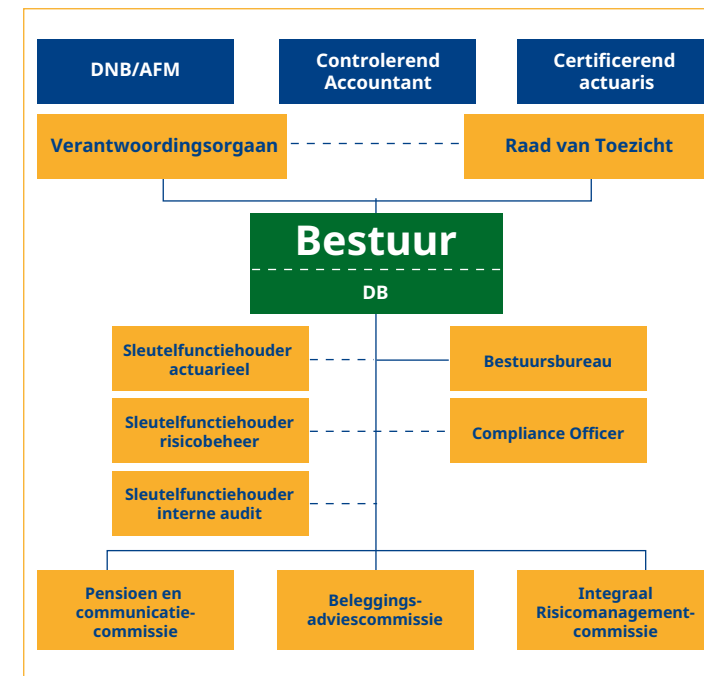 DNB/AFM
Controlerend
Accountant
Certificerend
actuaris
Verantwoordingsorgaan
Raad van Toezicht
Bestuur
DB
Sleutelfunctiehouder
actuarieel
Bestuursbureau
Sleutelfunctiehouder
risicobeheer
Compliance Officer
Sleutelfunctiehouder
interne audit
Pensioen en
communicatie-
commissie
Beleggings-
adviescommissie
Integraal
Risicomanagement-
commissie